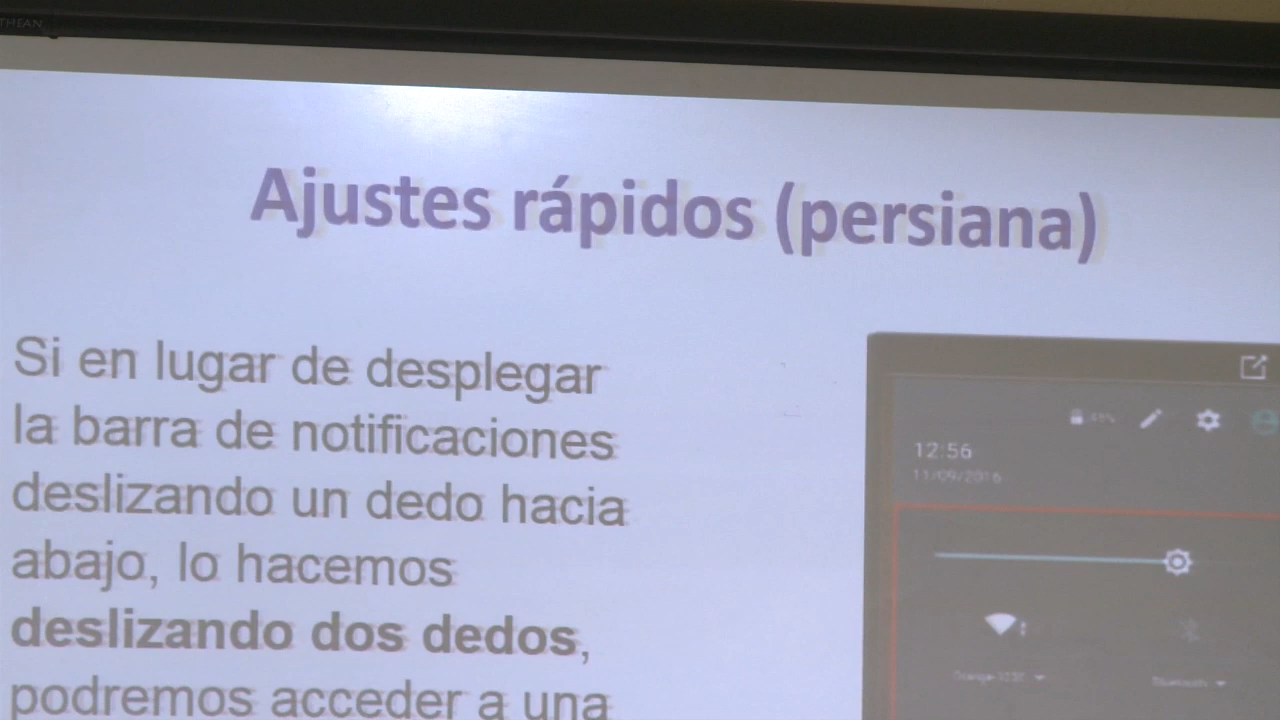 Ajustes rápidos (persiana)
Si en lugar de desplegar
la barra de notificaciones
deslizando un dedo hacia
abajo, lo hacemos
deslizando dos dedos,
podremos acceder a una
12:56
11/09/2016
Bluetooth